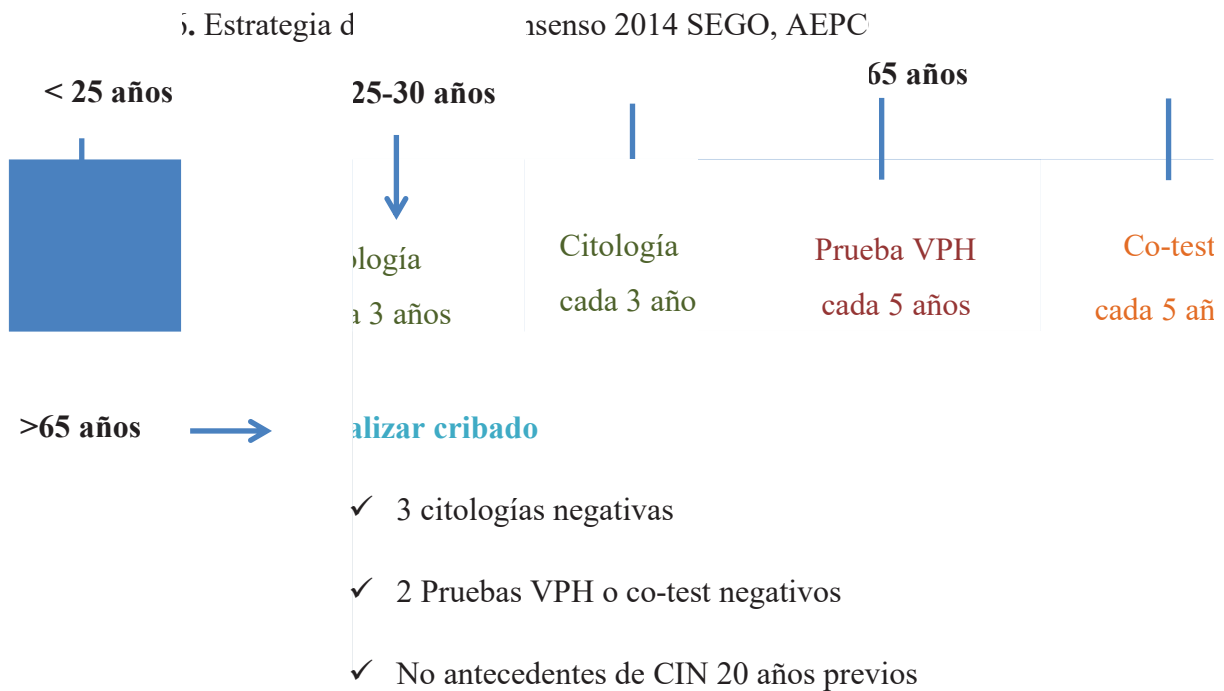 5. Estrategia d nsenso 2014 SEGO, AEPC
< 25 años 25-30 años 65 años
ología Citología Prueba VPH Co-test
a 3 años cada 3 año cada 5 años cada 5 añ
>65 años alizar cribado
✓ 3 citologías negativas
✓ 2 Pruebas VPH o co-test negativos
✓ No antecedentes de CIN 20 años previos